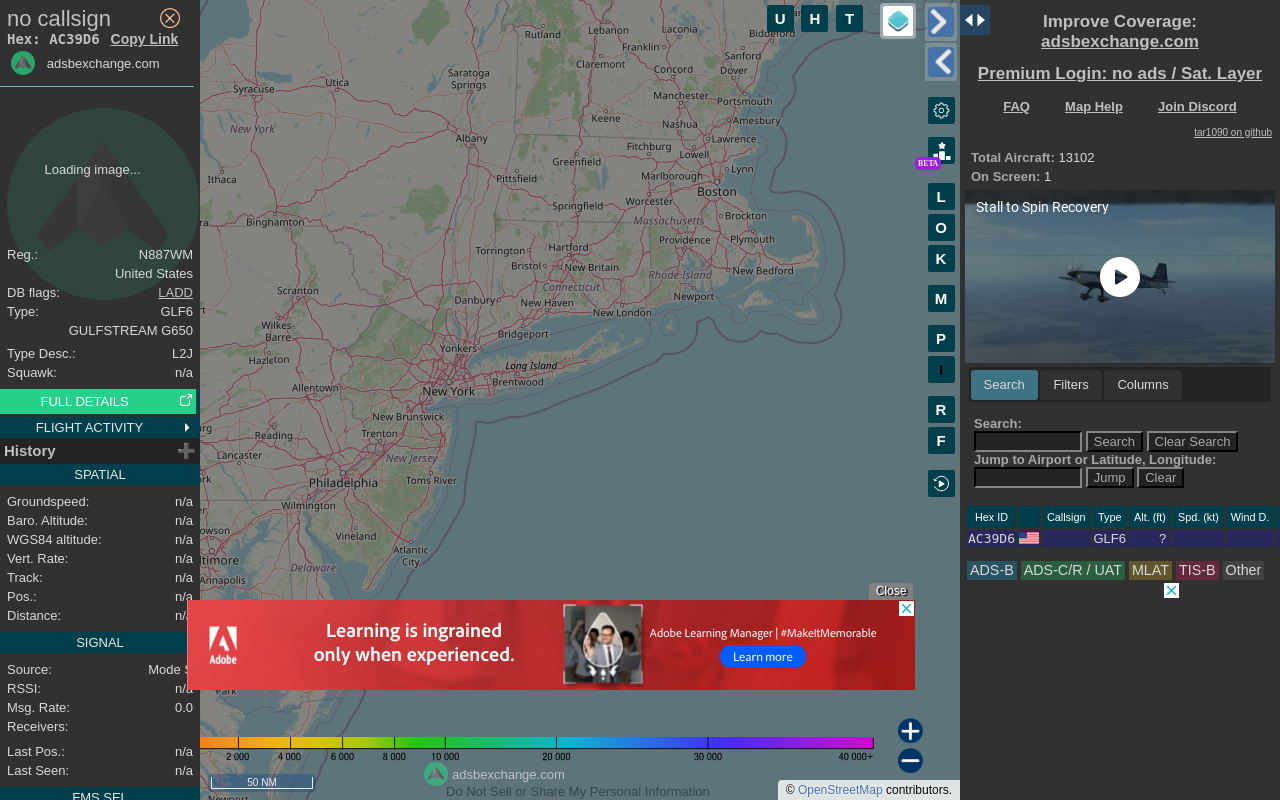 no callsign
Hex: AC39D6 Copy Link
adsbexchange.com
Loading image...
Reg.: N887WM
United States
DB flags: LADD
Type: GLF6
GULFSTREAM G650
Type Desc.: L2J
Squawk: n/a
FULL DETAILS
FLIGHT ACTIVITY
History
SPATIAL
Groundspeed: n/a
Baro. Altitude: n/a
WGS84 altitude: n/a
Vert. Rate: n/a
Track: n/a
Pos.: n/a
Distance: n/a
SIGNAL
Source: Mode S
RSSI: n/a
Msg. Rate: 0.0
Receivers:
Last Pos.: n/a
Last Seen: n/a
FMS SEL
U H T
BETA
L
O
K
M
P
I
R
F
Rutland
Lebanon
Laconia
Biddeford
Franklin
Claremont
Sanford
Concord
Dover
Saratoga
Springs
Utica
Syracuse
Manchester
Portsmouth
Keene
Nashua
Amesbury
New York
Albany
Fitchburg
Lawrence
Greenfield
Lowell
Lynn
Ithaca
Pittsfield
Marlborough
Boston
Springfield
Worcester
Binghamton
Massachusetts
Brockton
Torrington
Hartford
Providence
Plymouth
Bristol
New Britain
Rhode Island
New Bedford
Connecticut
Scranton
Danbury
New Haven
New London
Newport
Wilkes-
Barre
Bridgeport
Hazleton
Yonkers
Long Island
Allentown
New York
Brentwood
New Brunswick
Reading
Trenton
Lancaster
New Jersey
Philadelphia
Toms River
Wilmington
Vineland
Atlantic
City
Annapolis
Delaware
Close
Adobe
Learning is ingrained
only when experienced.
Adobe Learning Manager | #MakeItMemorable
Learn more
2 000 4 000 6 000 8 000 10 000 20 000 30 000 40 000+
50 NM
adsbexchange.com
Do Not Sell or Share My Personal Information
© OpenStreetMap contributors.
Improve Coverage:
adsbexchange.com
Premium Login: no ads / Sat. Layer
FAQ Map Help Join Discord
tar1090 on github
Total Aircraft: 13102
On Screen: 1
Stall to Spin Recovery
Search Filters Columns
Search:
Search Clear Search
Jump to Airport or Latitude, Longitude:
Jump Clear
Hex ID Callsign Type Alt. (ft) Spd. (kt) Wind D.
AC39D6 GLF6 ?
ADS-B ADS-C/R / UAT MLAT TIS-B Other